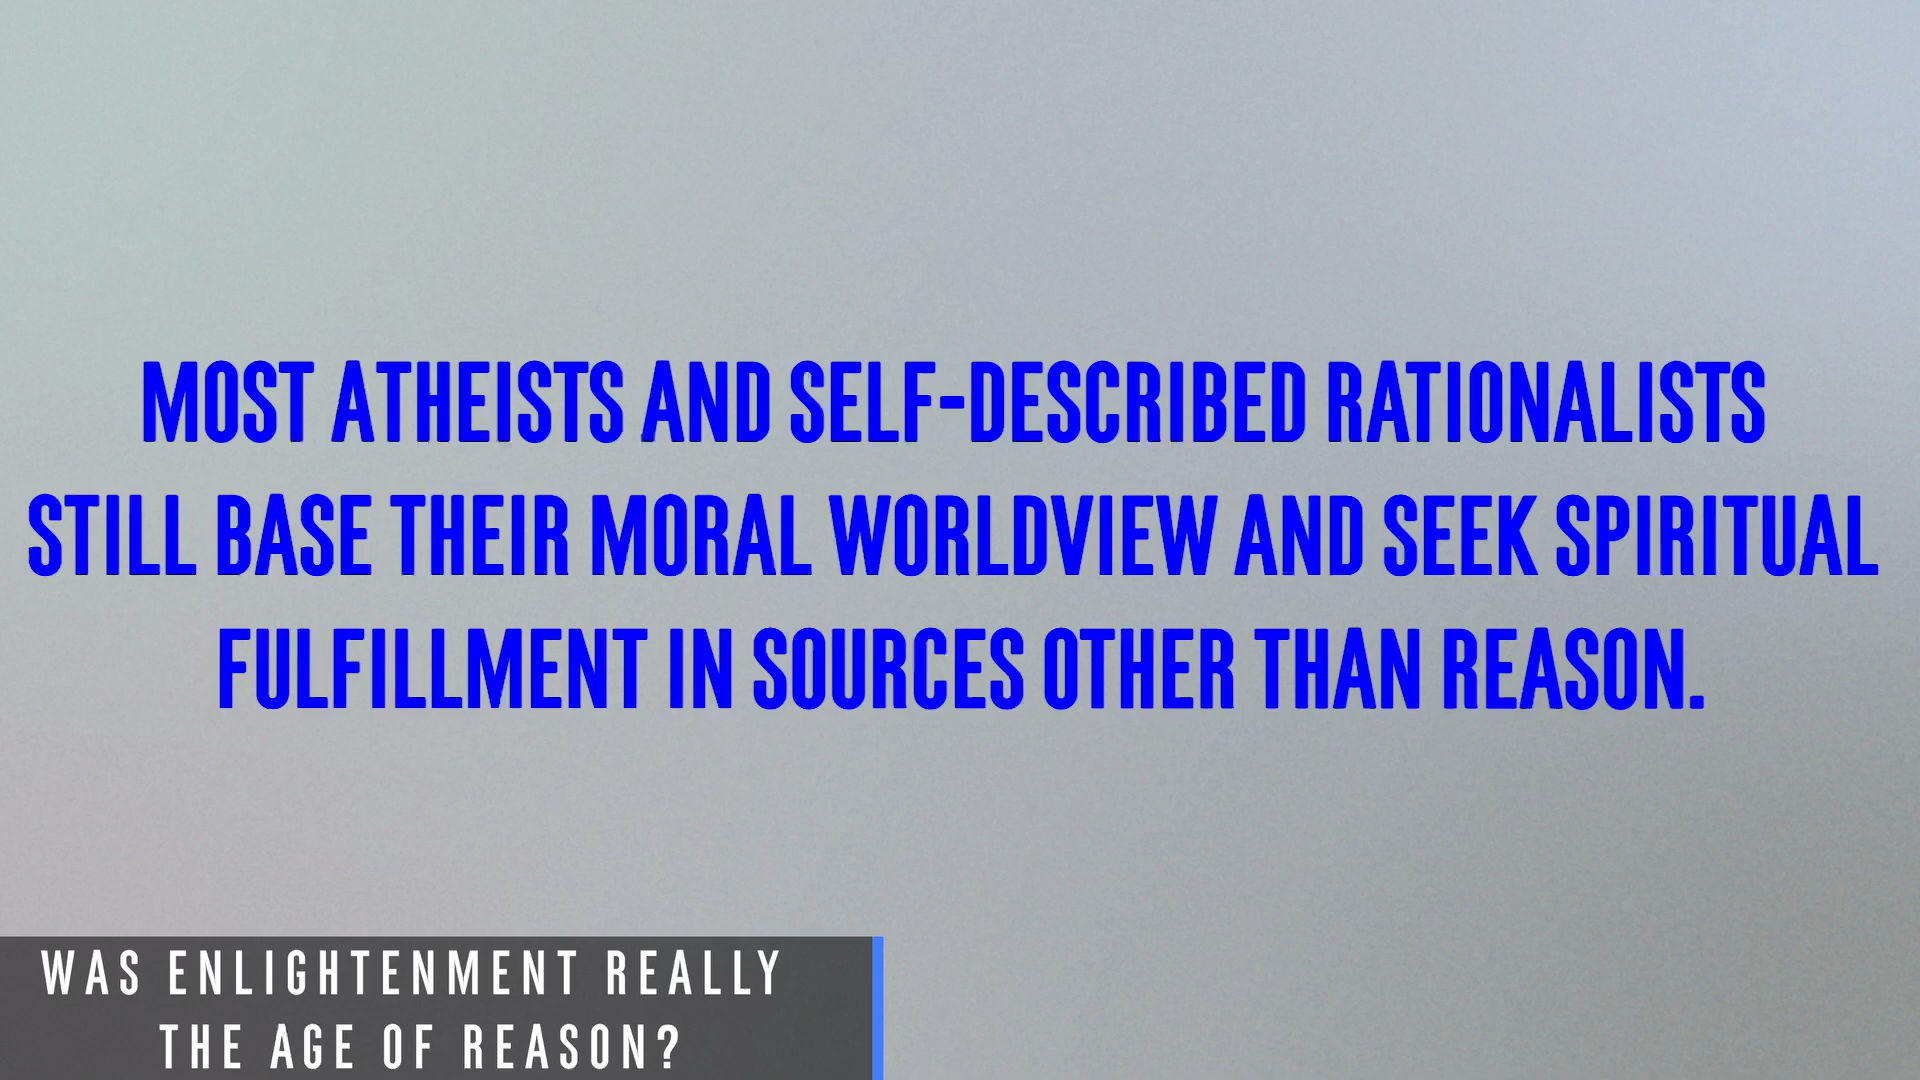 MOST ATHEISTS AND SELF-DESCRIBED RATIONALISTS
STILL BASE THEIR MORAL WORLDVIEW AND SEEK SPIRITUAL
FULFILLMENT IN SOURCES OTHER THAN REASON.
WAS ENLIGHTENMENT REALLY
THE AGE OF REASON?